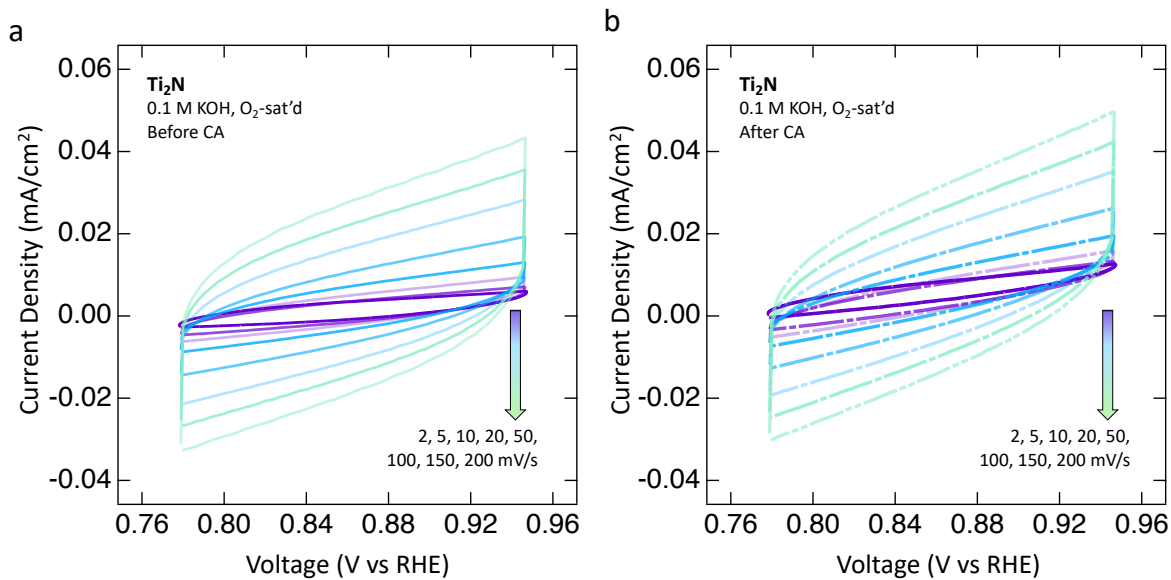 a
Ti₂N
0.1 M KOH, O₂-sat'd
Before CA
0.06
0.04
0.02
0.00
-0.02
-0.04
Current Density (mA/cm²)
2, 5, 10, 20, 50,
100, 150, 200 mV/s
0.76 0.80 0.84 0.88 0.92 0.96
Voltage (V vs RHE)
b
Ti₂N
0.1 M KOH, O₂-sat'd
After CA
0.06
0.04
0.02
0.00
-0.02
-0.04
Current Density (mA/cm²)
2, 5, 10, 20, 50,
100, 150, 200 mV/s
0.76 0.80 0.84 0.88 0.92 0.96
Voltage (V vs RHE)